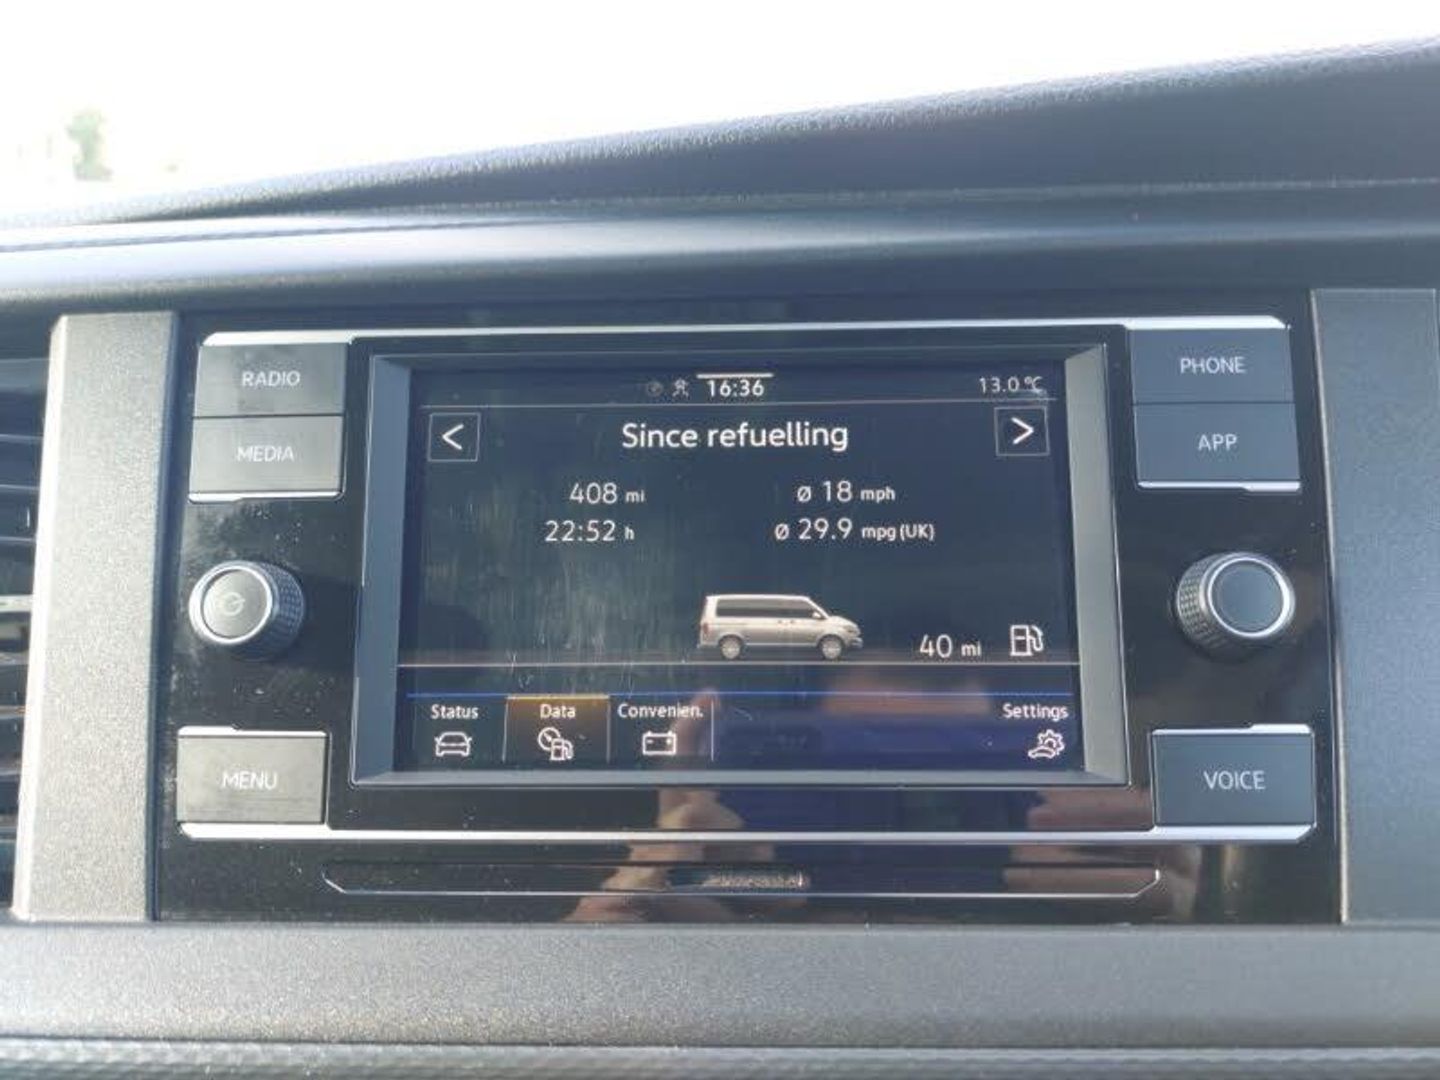 16:36 13.0 °C
RADIO
PHONE
< Since refuelling >
MEDIA
APP
408 mi ø 18 mph
22:52 h ø 29.9 mpg (UK)
40 mi
Status Data Convenien. Settings
MENU
VOICE